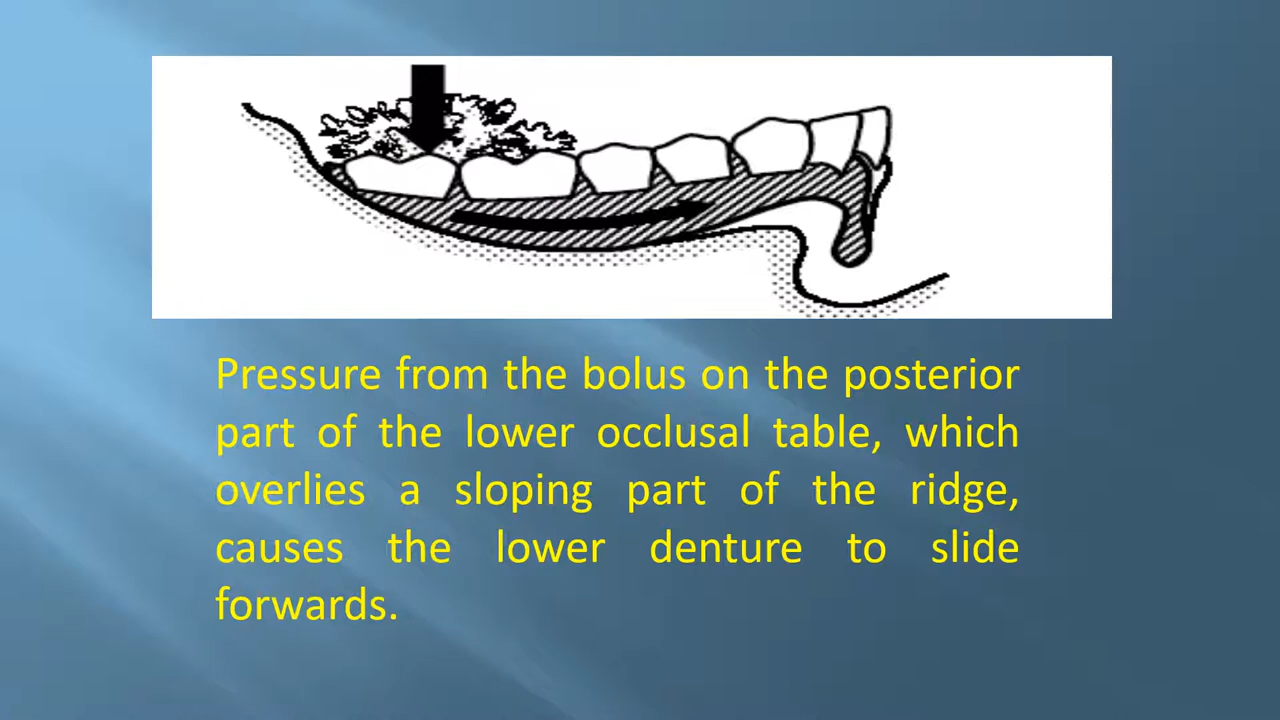 Pressure from the bolus on the posterior
part of the lower occlusal table, which
overlies a sloping part of the ridge,
causes the lower denture to slide
forwards.